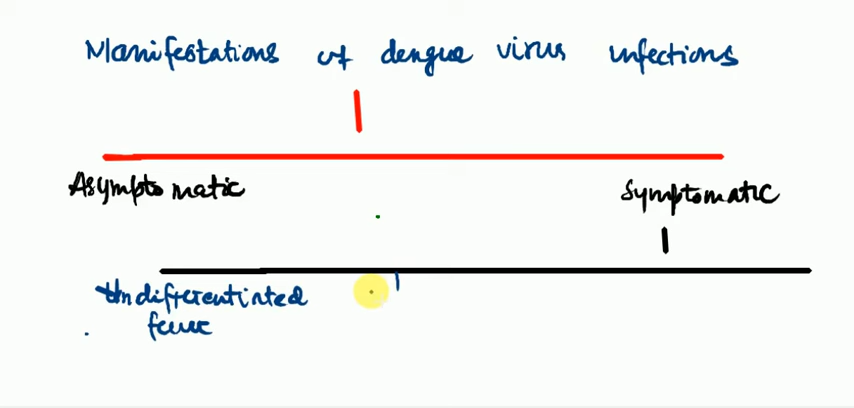 Manifestations of dengue virus infections
Asymptomatic
Symptomatic
Undifferentiated
fever